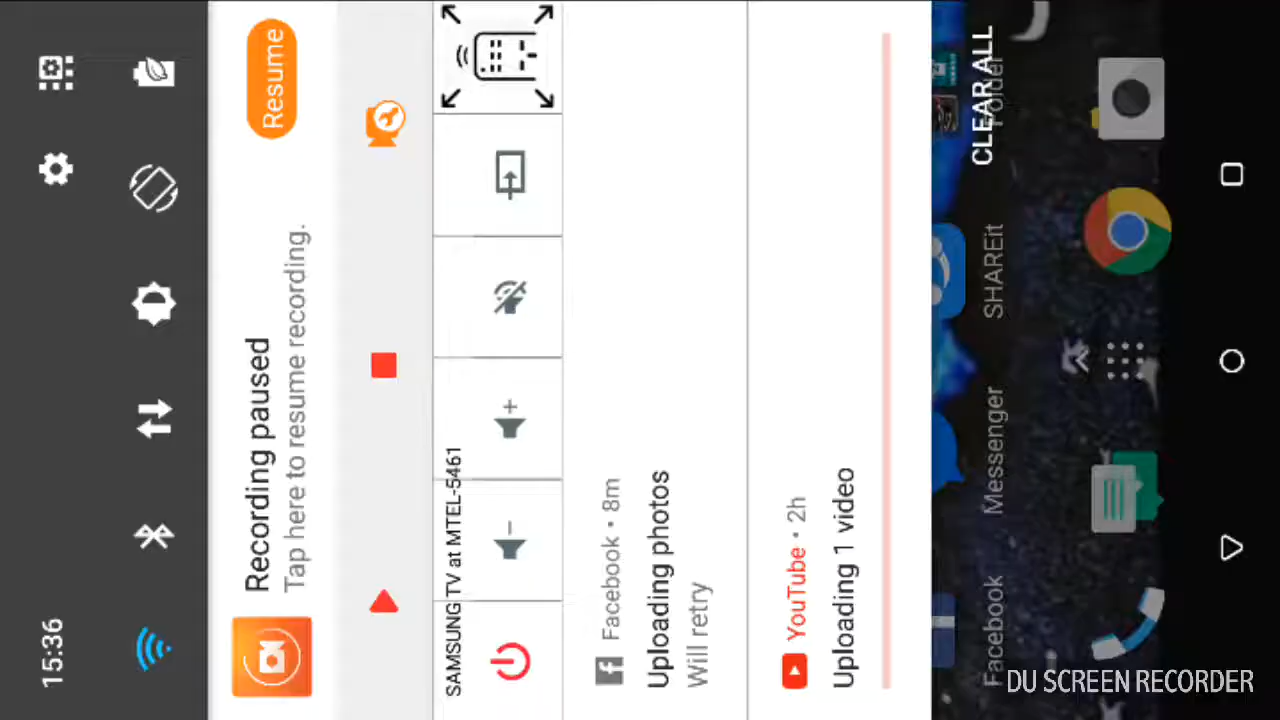 15:36
Recording paused
Tap here to resume recording.
Resume
SAMSUNG TV at MTEL-5461
Facebook • 8m
Uploading photos
Will retry
YouTube • 2h
Uploading 1 video
CLEAR ALL
Facebook
Messenger
SHAREit
Folder
DU SCREEN RECORDER